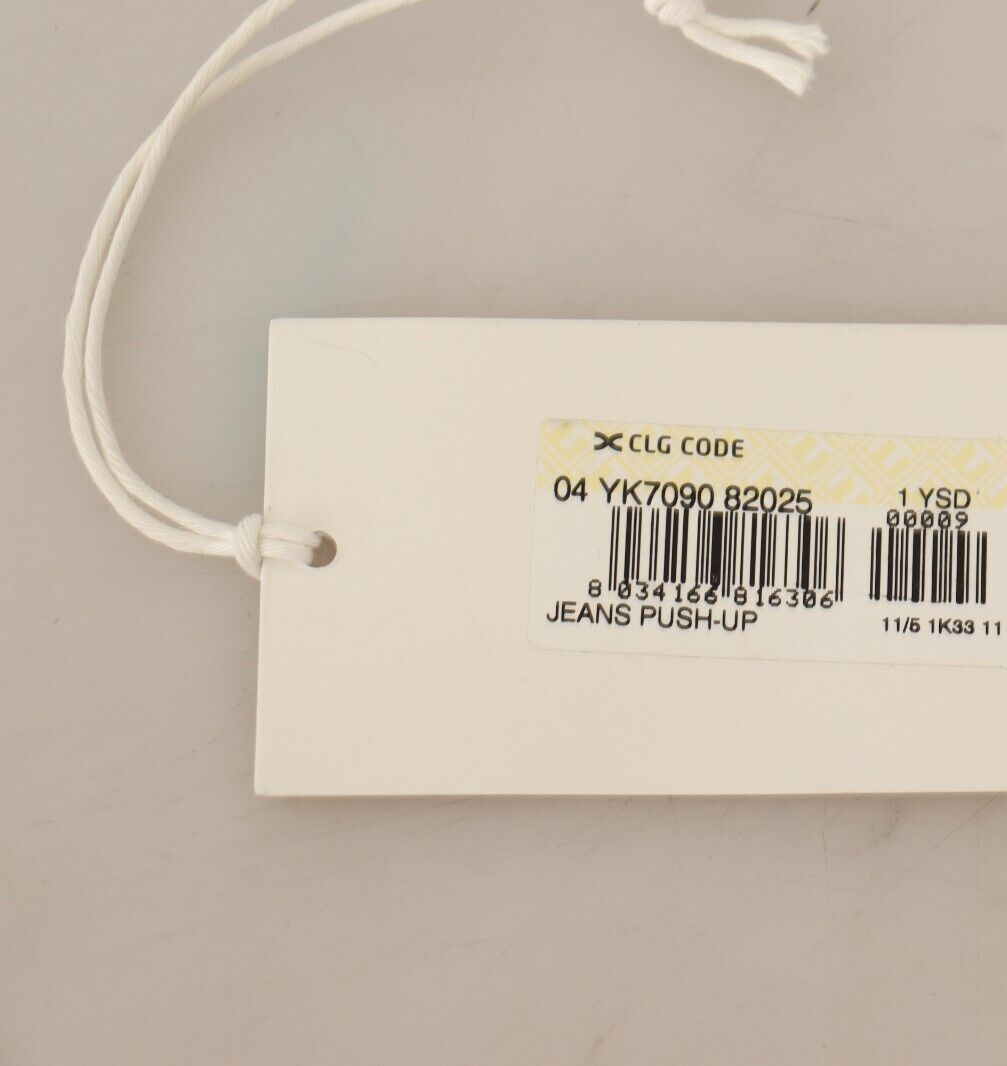 CLG CODE
04 YK7090 82025 1 YSD
00009
8 034166 816306
JEANS PUSH-UP 11/5 1K33 11